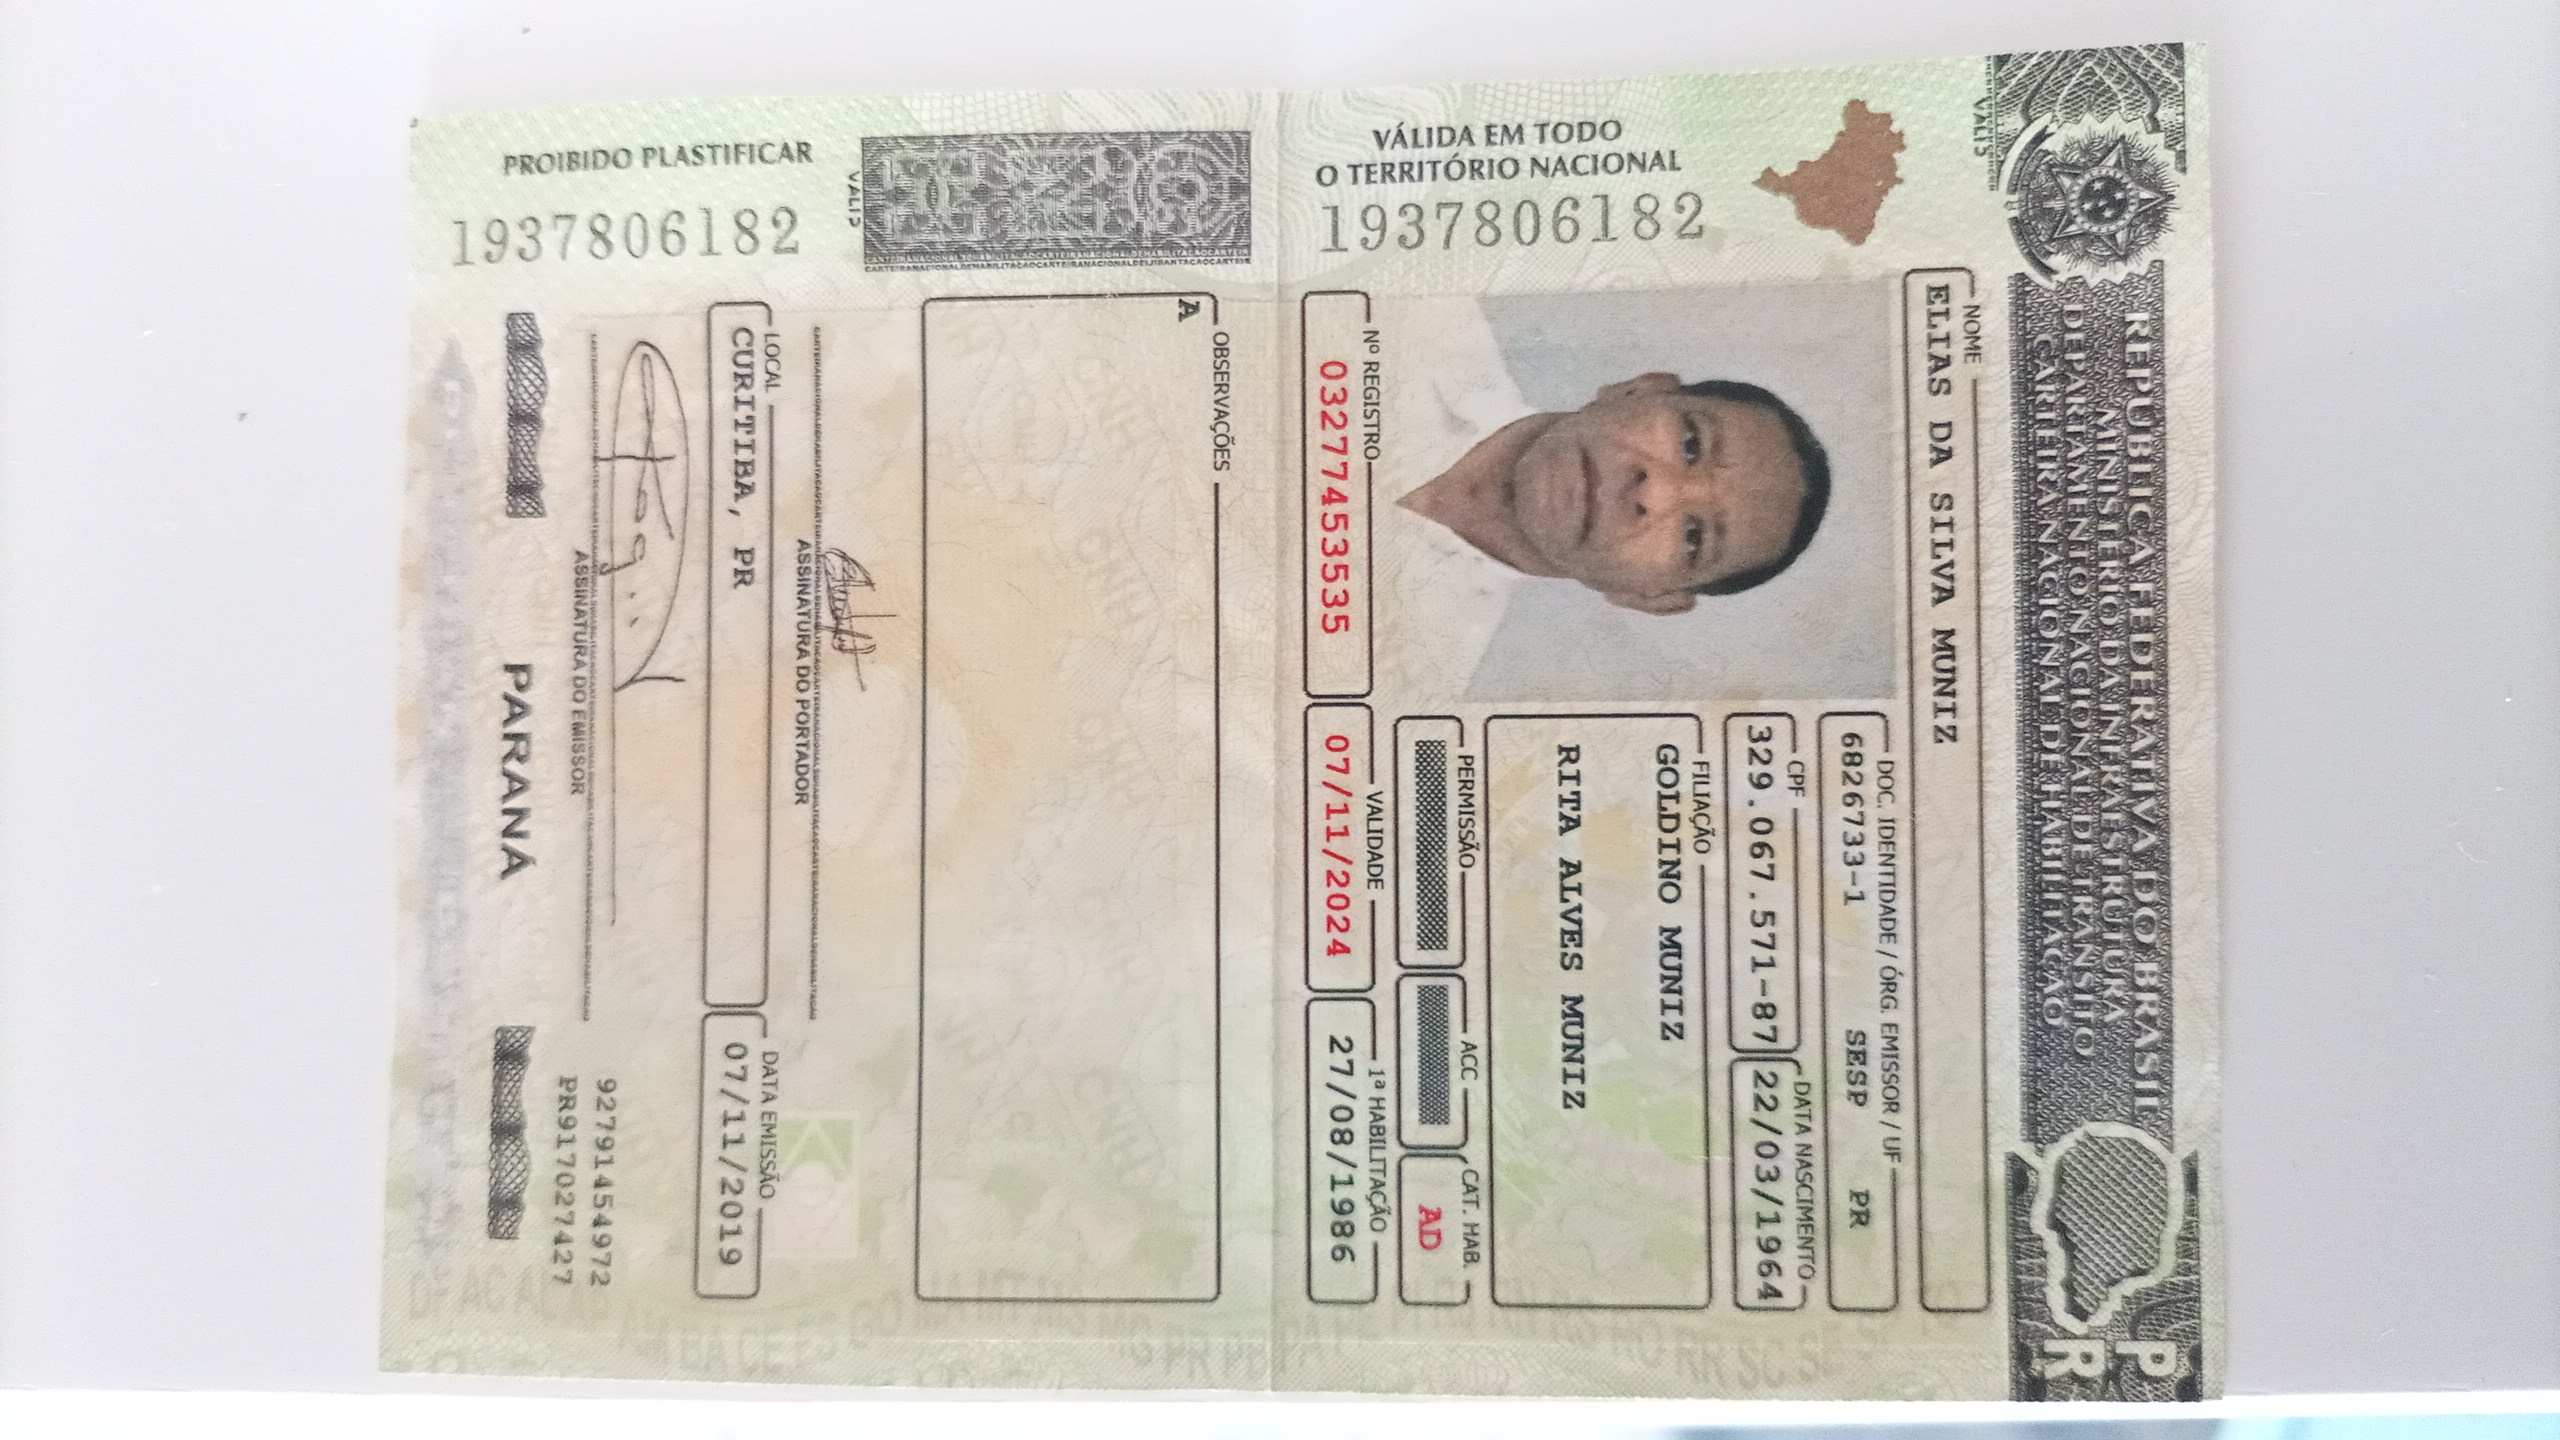 REPÚBLICA FEDERATIVA DO BRASIL
MINISTÉRIO DA INFRAESTRUTURA
DEPARTAMENTO NACIONAL DE TRÂNSITO
CARTEIRA NACIONAL DE HABILITAÇÃO
PR
NOME
ELIAS DA SILVA MUNIZ
DOC. IDENTIDADE / ÓRG. EMISSOR / UF
6826733-1 SESP PR
CPF
329.067.571-87
DATA NASCIMENTO
22/03/1964
FILIAÇÃO
GOLDINO MUNIZ
RITA ALVES MUNIZ
PERMISSÃO
ACC
CAT. HAB.
AD
Nº REGISTRO
03277453535
VALIDADE
07/11/2024
1ª HABILITAÇÃO
27/08/1986
VÁLIDA EM TODO
O TERRITÓRIO NACIONAL
1937806182
OBSERVAÇÕES
A
ASSINATURA DO PORTADOR
LOCAL
CURITIBA, PR
DATA EMISSÃO
07/11/2019
ASSINATURA DO EMISSOR
92791454972
PR917027427
PROIBIDO PLASTIFICAR
1937806182
PARANÁ